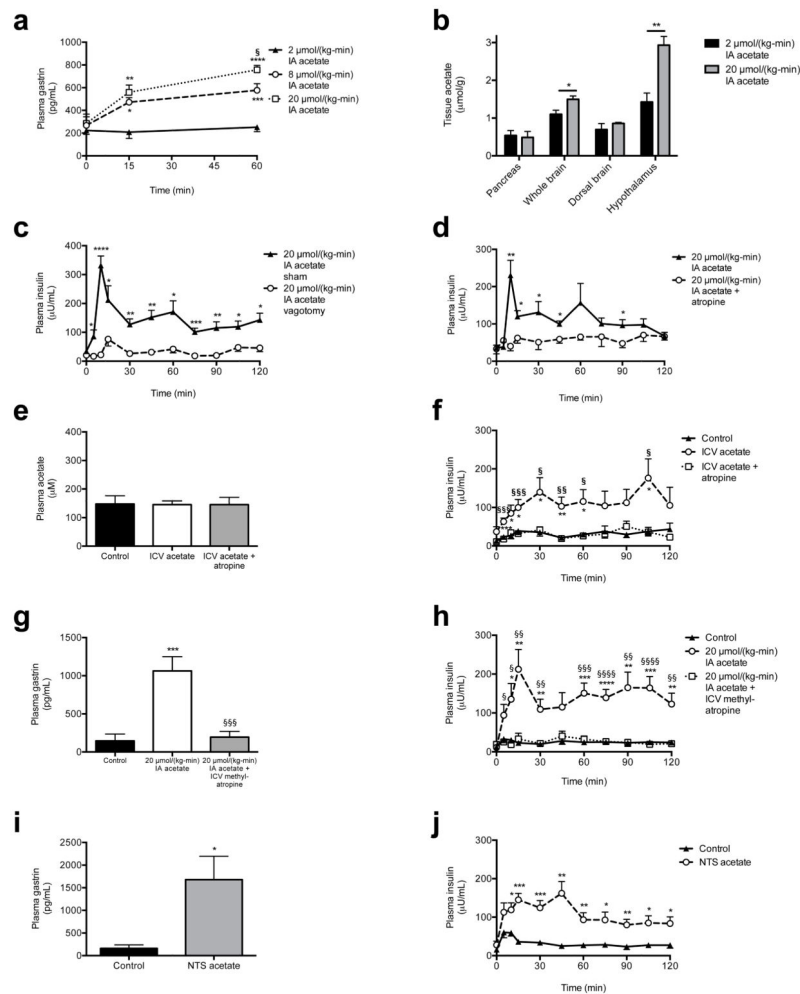 a
Plasma gastrin
(pg/mL)
1000
800
600
400
200
0
0
15
30
45
60
Time (min)
**
*
§
****
***
2 µmol/(kg-min)
IA acetate
8 µmol/(kg-min)
IA acetate
20 µmol/(kg-min)
IA acetate
b
Tissue acetate
(µmol/g)
3
2
1
0
*
**
Pancreas
Whole brain
Dorsal brain
Hypothalamus
2 µmol/(kg-min)
IA acetate
20 µmol/(kg-min)
IA acetate
c
Plasma insulin
(µU/mL)
400
300
200
100
0
0
30
60
90
120
Time (min)
*
****
*
**
**
*
***
**
*
*
20 µmol/(kg-min)
IA acetate
sham
20 µmol/(kg-min)
IA acetate
vagotomy
d
Plasma insulin
(µU/mL)
300
200
100
0
0
30
60
90
120
Time (min)
**
*
*
*
*
20 µmol/(kg-min)
IA acetate
20 µmol/(kg-min)
IA acetate +
atropine
e
Plasma acetate
(µM)
400
300
200
100
0
Control
ICV acetate
ICV acetate +
atropine
f
Plasma insulin
(µU/mL)
300
200
100
0
0
30
60
90
120
Time (min)
§§§
§§
§§§
§
§§
§
§
*
*
*
**
*
*
Control
ICV acetate
ICV acetate +
atropine
g
Plasma gastrin
(pg/mL)
1500
1000
500
0
***
§§§
Control
20 µmol/(kg-min)
IA acetate
20 µmol/(kg-min)
IA acetate +
ICV methyl-
atropine
h
Plasma insulin
(µU/mL)
300
200
100
0
0
30
60
90
120
Time (min)
§
§
*
§§
**
§§
**
§§§
***
§§§§
****
§§
**
§§§§
***
§§
**
Control
20 µmol/(kg-min)
IA acetate
20 µmol/(kg-min)
IA acetate +
ICV methyl-
atropine
i
Plasma gastrin
(pg/mL)
2500
2000
1500
1000
500
0
*
Control
NTS acetate
j
Plasma insulin
(µU/mL)
300
200
100
0
0
30
60
90
120
Time (min)
*
***
***
**
**
*
**
*
*
Control
NTS acetate